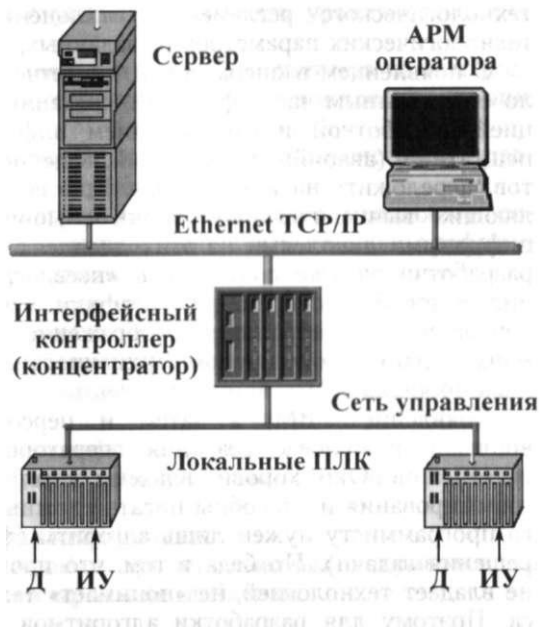 Сервер
АРМ
оператора
Ethernet TCP/IP
Интерфейсный
контроллер
(концентратор)
Сеть управления
Локальные ПЛК
Д ИУ
Д ИУ